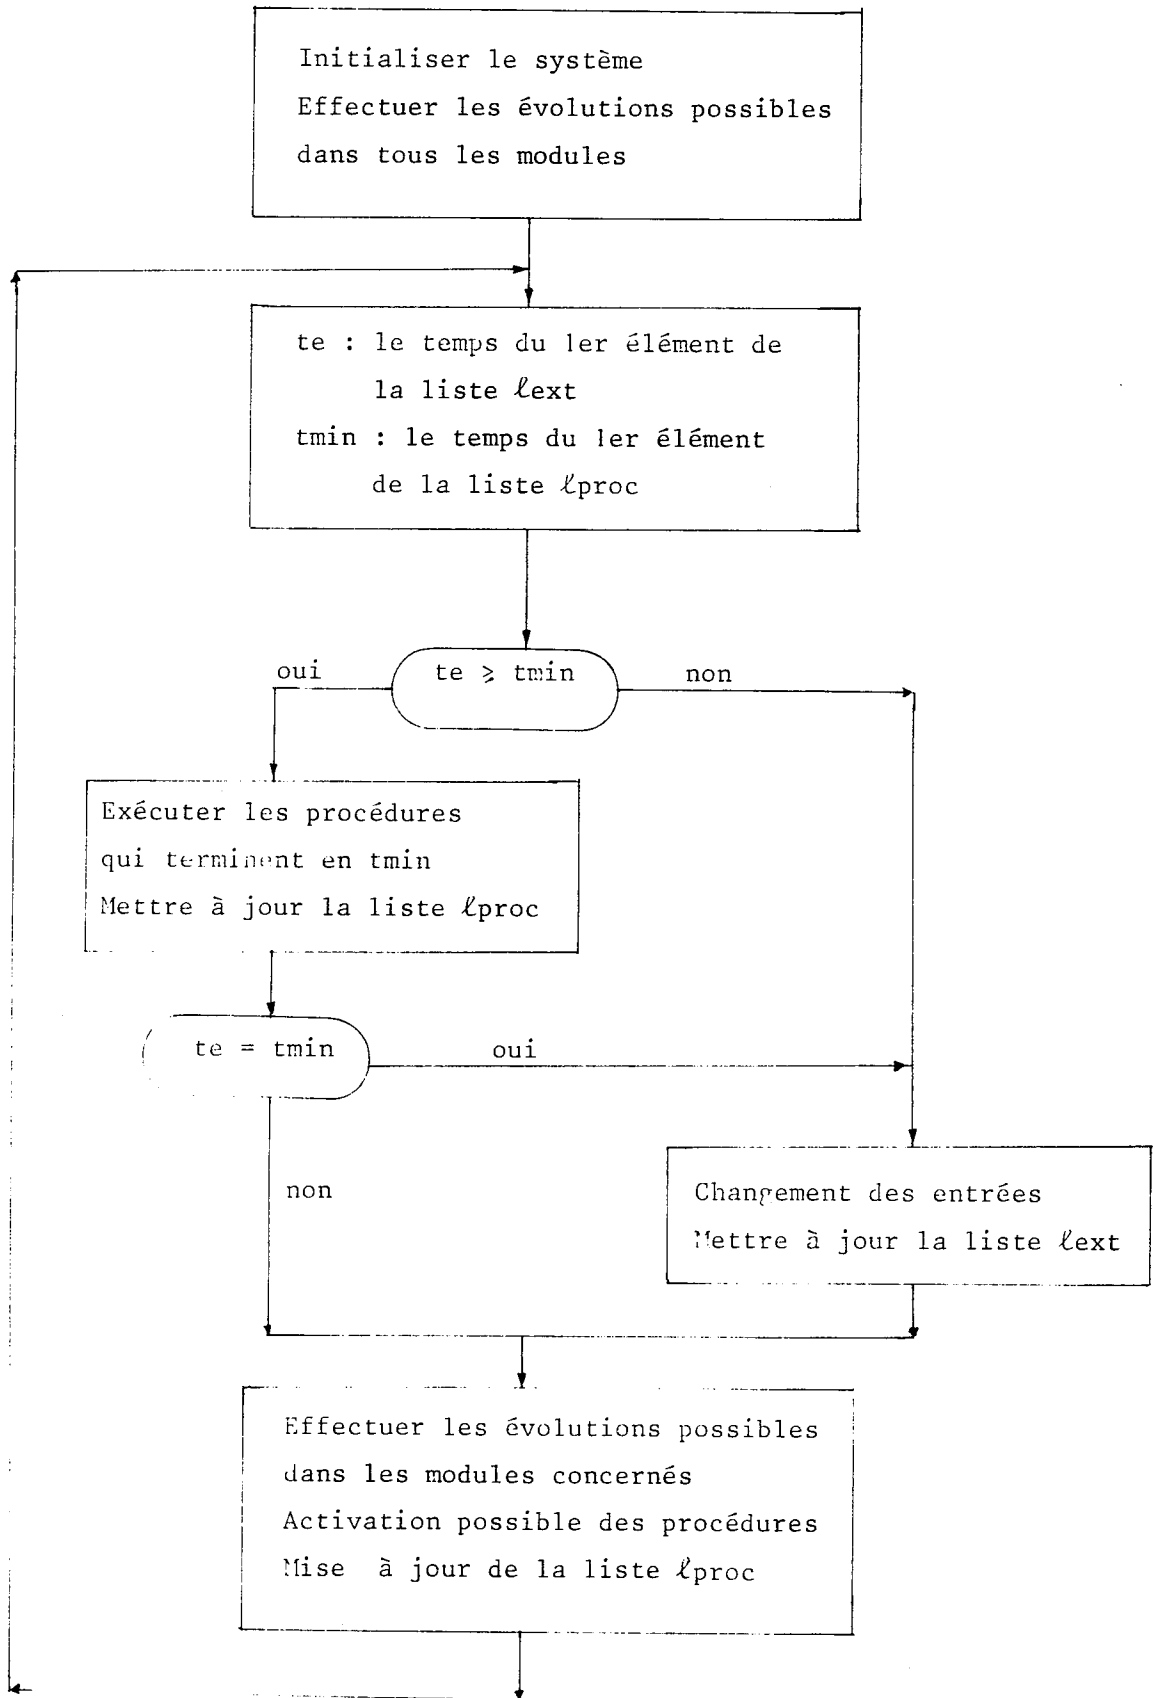 Initialiser le système
Effectuer les évolutions possibles
dans tous les modules
te : le temps du 1er élément de
la liste ℓext
tmin : le temps du 1er élément
de la liste ℓproc
te ⩾ tmin
oui
non
Exécuter les procédures
qui terminent en tmin
Mettre à jour la liste ℓproc
te = tmin
oui
non
Changement des entrées
Mettre à jour la liste ℓext
Effectuer les évolutions possibles
dans les modules concernés
Activation possible des procédures
Mise à jour de la liste ℓproc